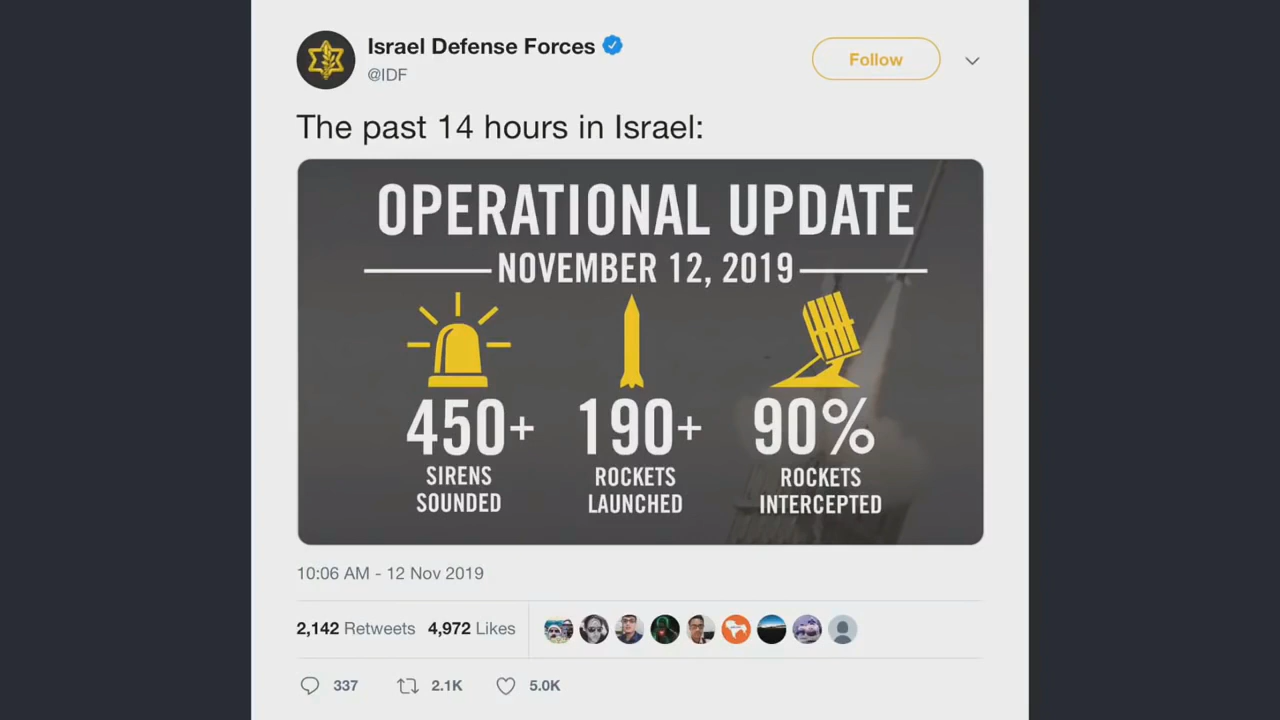 Israel Defense Forces
@IDF
Follow
The past 14 hours in Israel:
OPERATIONAL UPDATE
NOVEMBER 12, 2019
450+
SIRENS
SOUNDED
190+
ROCKETS
LAUNCHED
90%
ROCKETS
INTERCEPTED
10:06 AM - 12 Nov 2019
2,142 Retweets 4,972 Likes
337 2.1K 5.0K